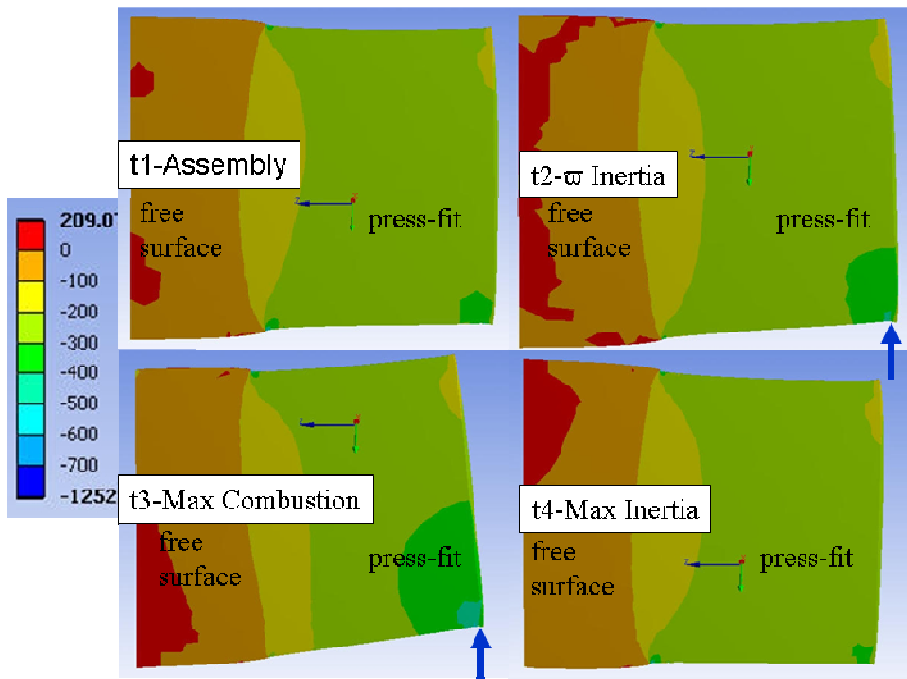 t1-Assembly
free
surface
press-fit
t2-ϖ Inertia
free
surface
press-fit
209.0
0
-100
-200
-300
-400
-500
-600
-700
-1252
t3-Max Combustion
free
surface
press-fit
t4-Max Inertia
free
surface
press-fit